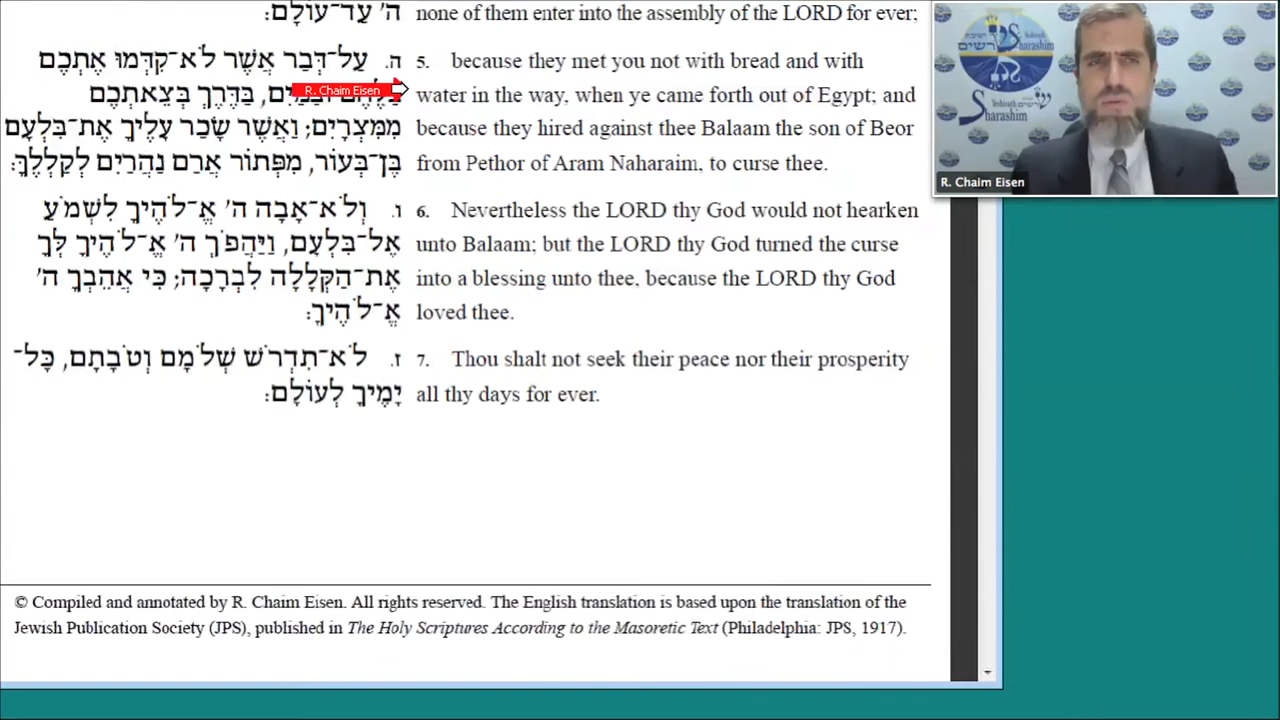 ה' עַד־עוֹלָם:
none of them enter into the assembly of the LORD for ever;
ה. עַל־דְּבַר אֲשֶׁר לֹא־קִדְּמוּ אֶתְכֶם
בַּדֶּרֶךְ בְּצֵאתְכֶם
מִמִּצְרָיִם; וַאֲשֶׁר שָׂכַר עָלֶיךָ אֶת־בִּלְעָם
בֶּן־בְּעוֹר, מִפְּתוֹר אֲרַם נַהֲרַיִם לְקַלְלֶךָּ:
5. because they met you not with bread and with
water in the way, when ye came forth out of Egypt; and
because they hired against thee Balaam the son of Beor
from Pethor of Aram Naharaim, to curse thee.
R. Chaim Eisen
ו. וְלֹא־אָבָה ה' אֱ־לֹהֶיךָ לִשְׁמֹעַ
אֶל־בִּלְעָם, וַיַּהֲפֹךְ ה' אֱ־לֹהֶיךָ לְּךָ
אֶת־הַקְּלָלָה לִבְרָכָה; כִּי אֲהֵבְךָ ה'
אֱ־לֹהֶיךָ:
6. Nevertheless the LORD thy God would not hearken
unto Balaam; but the LORD thy God turned the curse
into a blessing unto thee, because the LORD thy God
loved thee.
ז. לֹא־תִדְרֹשׁ שְׁלֹמָם וְטֹבָתָם, כָּל־
יָמֶיךָ לְעוֹלָם:
7. Thou shalt not seek their peace nor their prosperity
all thy days for ever.
© Compiled and annotated by R. Chaim Eisen. All rights reserved. The English translation is based upon the translation of the
Jewish Publication Society (JPS), published in The Holy Scriptures According to the Masoretic Text (Philadelphia: JPS, 1917).
Sharashim
Yeshivath
Sharashim
R. Chaim Eisen